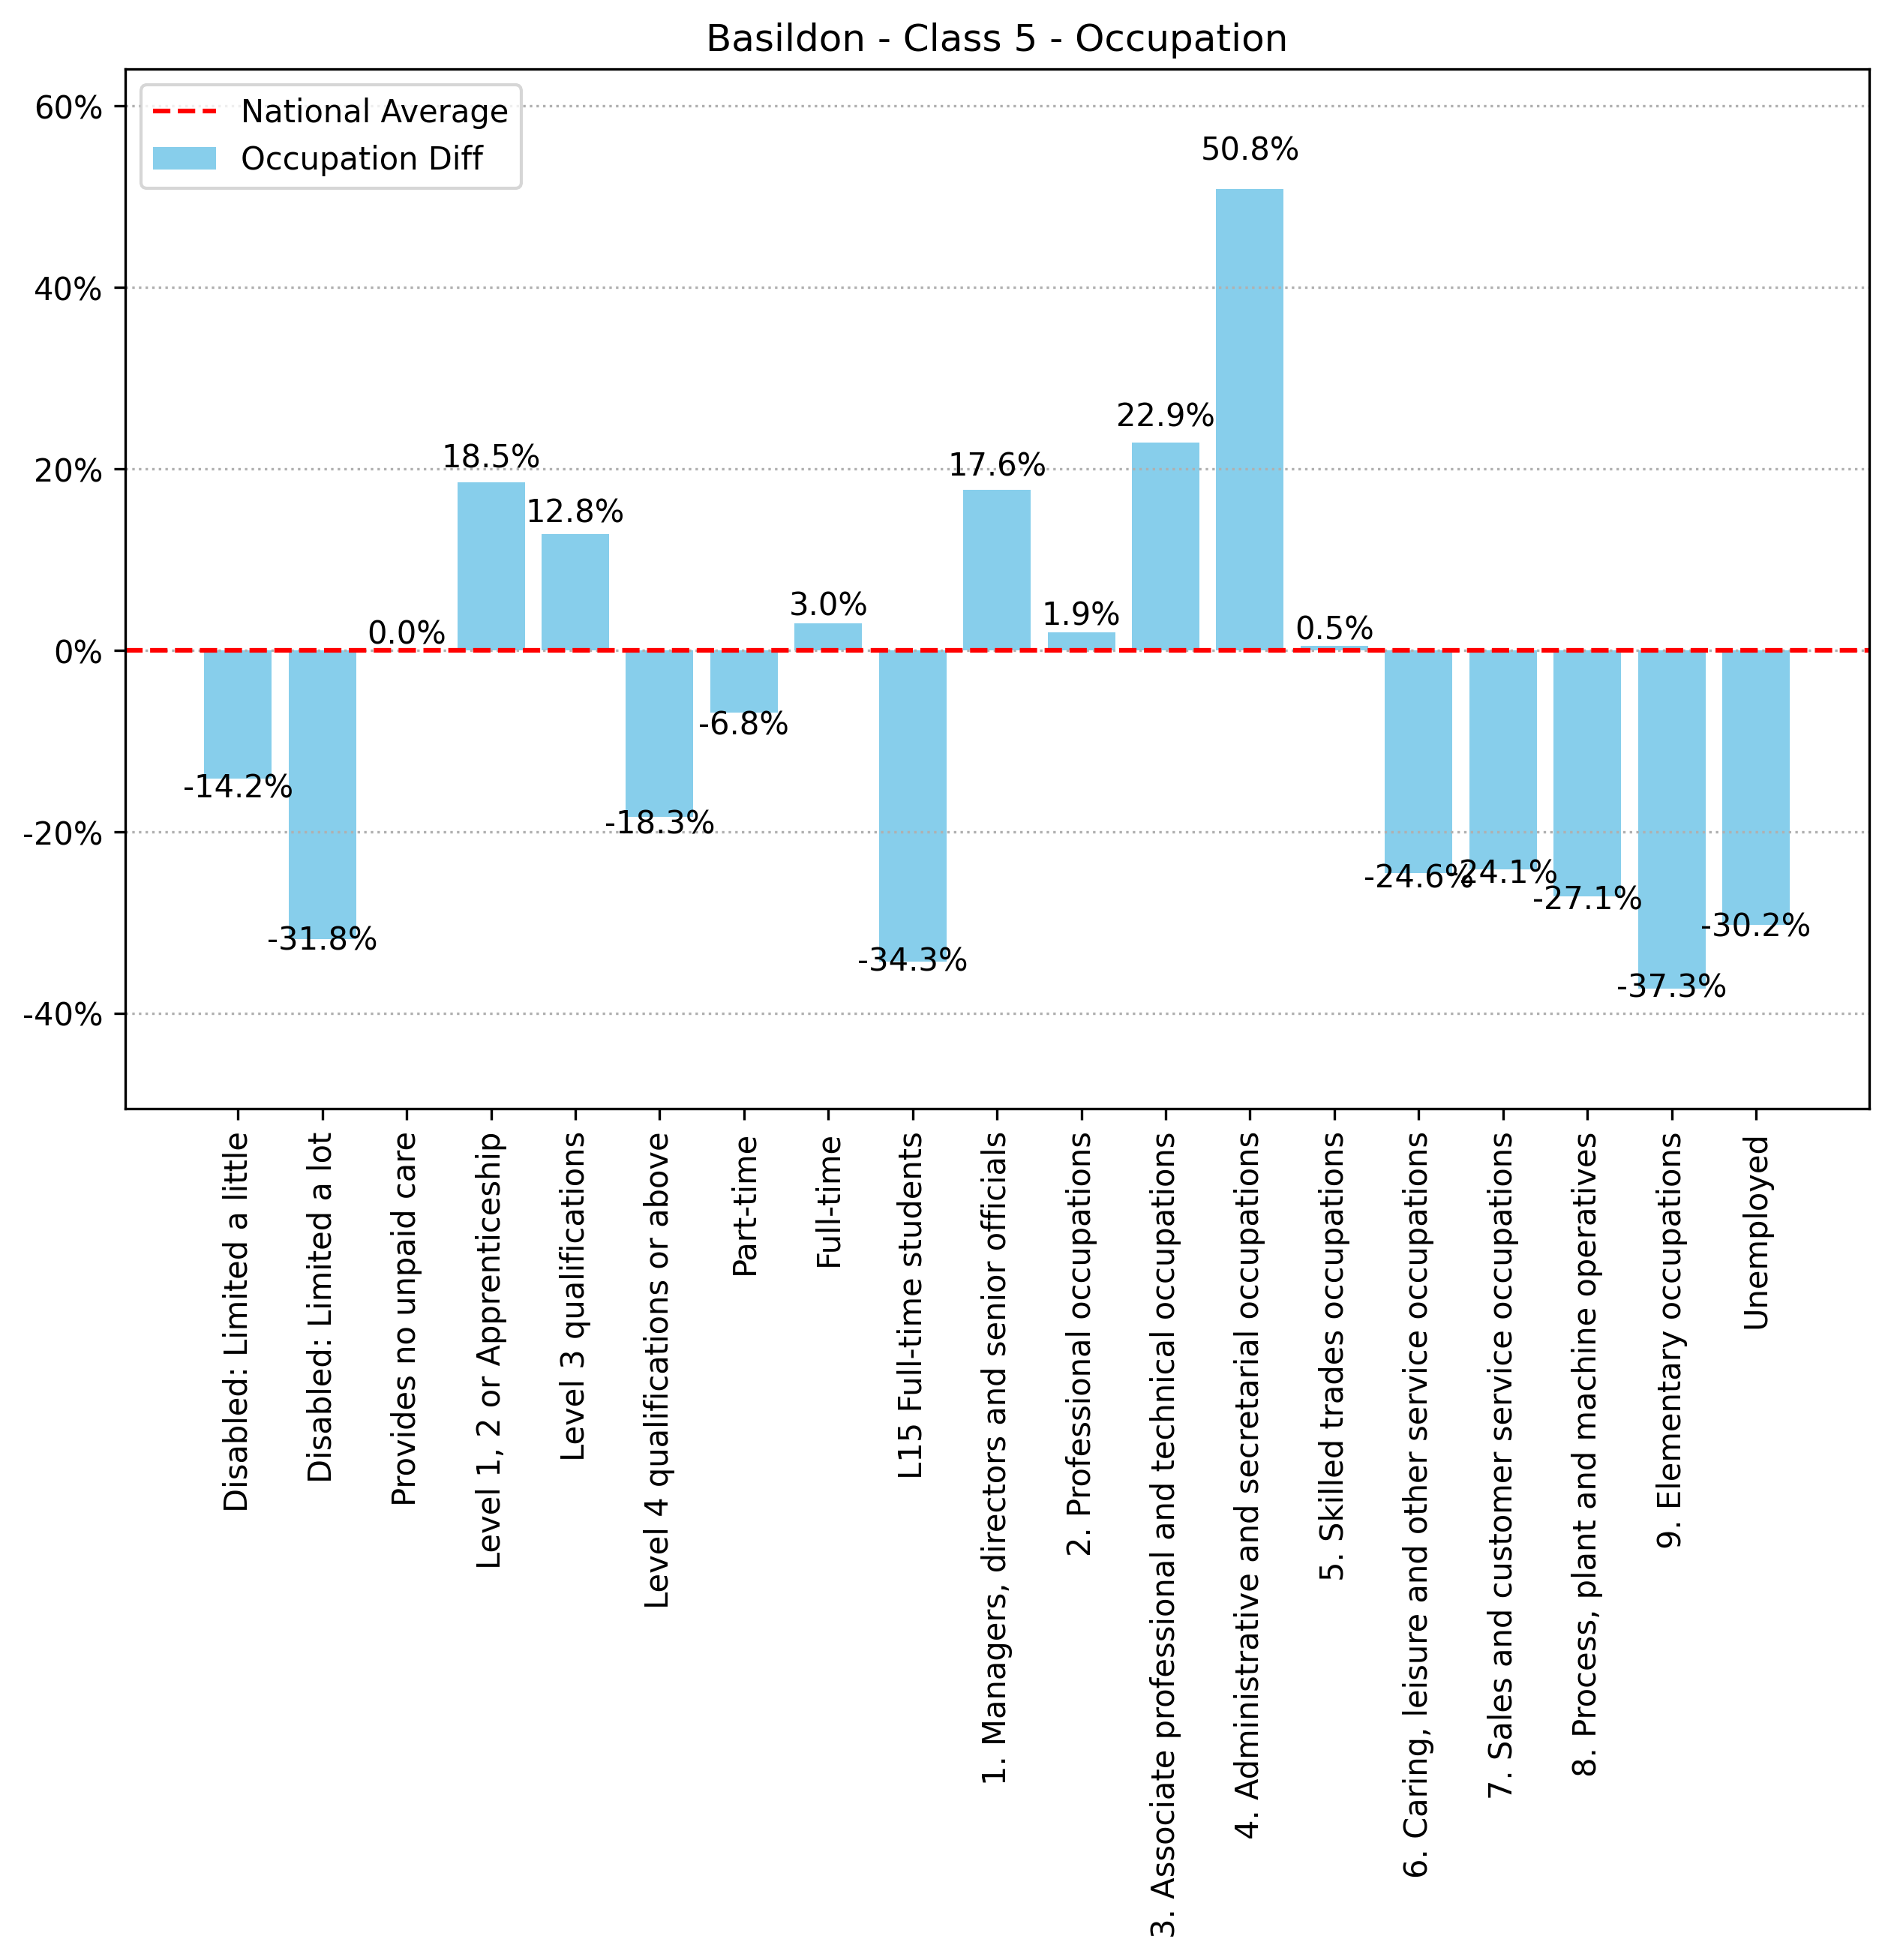 Basildon - Class 5 - Occupation
National Average
Occupation Diff
60%
40%
20%
0%
-20%
-40%
-14.2%
-31.8%
0.0%
18.5%
12.8%
-18.3%
-6.8%
3.0%
-34.3%
17.6%
1.9%
22.9%
50.8%
0.5%
-24.6%
-24.1%
-27.1%
-37.3%
-30.2%
Disabled: Limited a little
Disabled: Limited a lot
Provides no unpaid care
Level 1, 2 or Apprenticeship
Level 3 qualifications
Level 4 qualifications or above
Part-time
Full-time
L15 Full-time students
1. Managers, directors and senior officials
2. Professional occupations
3. Associate professional and technical occupations
4. Administrative and secretarial occupations
5. Skilled trades occupations
6. Caring, leisure and other service occupations
7. Sales and customer service occupations
8. Process, plant and machine operatives
9. Elementary occupations
Unemployed